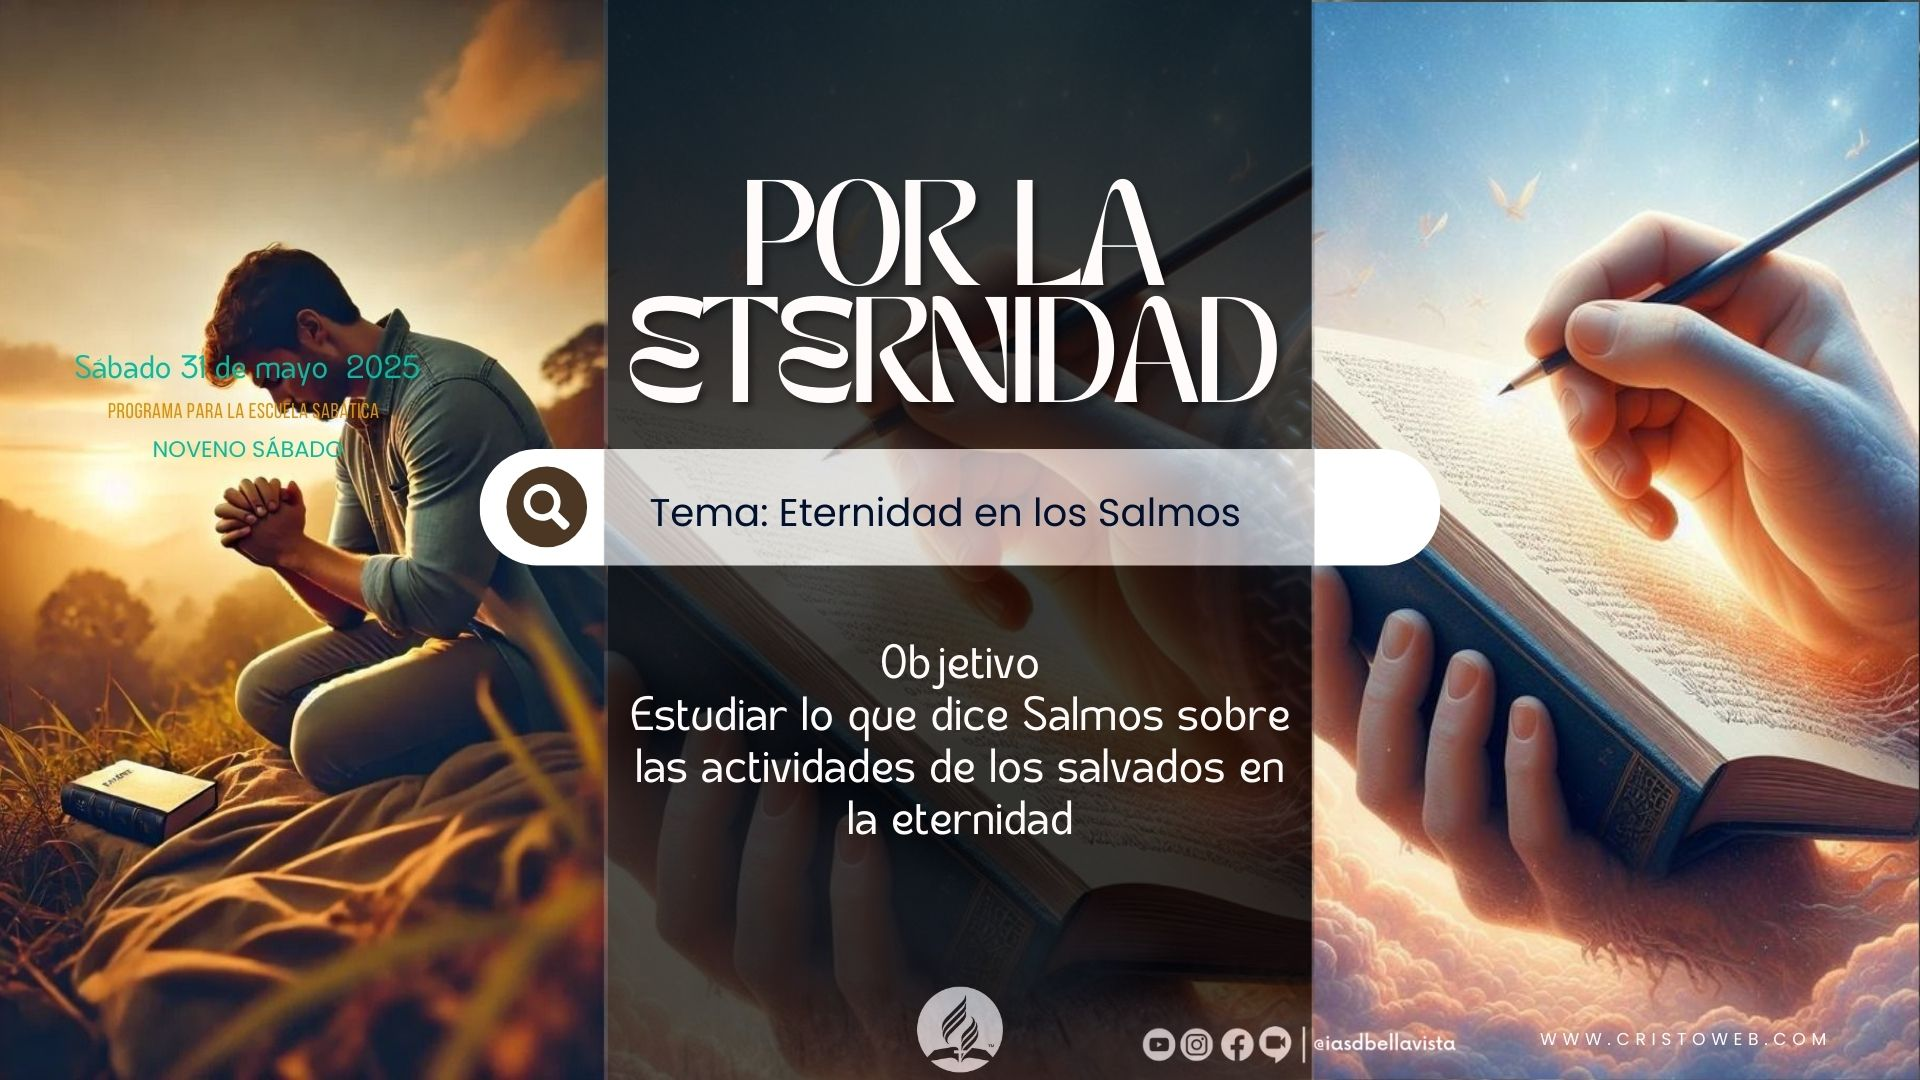 POR LA
ETERNIDAD
Sábado 31 de mayo 2025
PROGRAMA PARA LA ESCUELA SABÁTICA
NOVENO SÁBADO
Tema: Eternidad en los Salmos
Objetivo
Estudiar lo que dice Salmos sobre
las actividades de los salvados en
la eternidad
@iasdbellavista
WWW.CRISTOWEB.COM